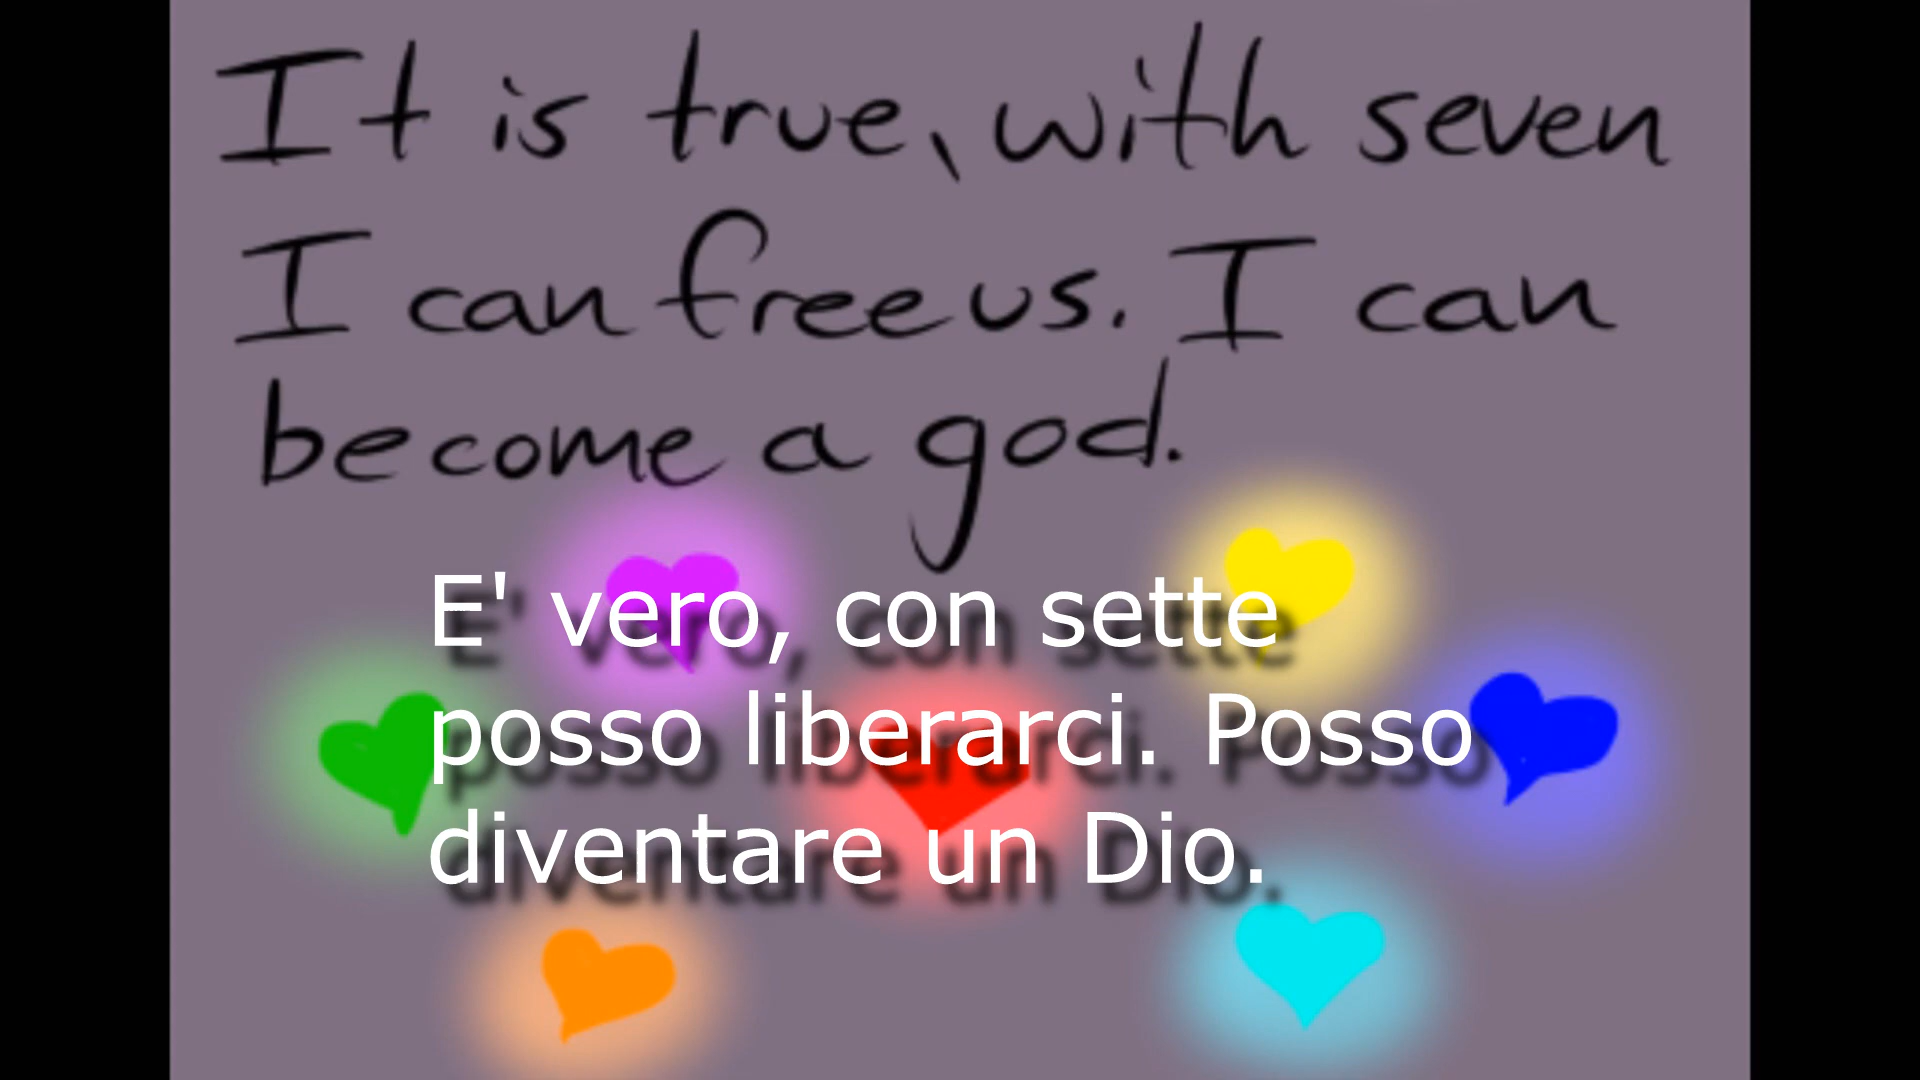 It is true, with seven
I can free us. I can
become a god.
E' vero, con sette
posso liberarci. Posso
diventare un Dio.